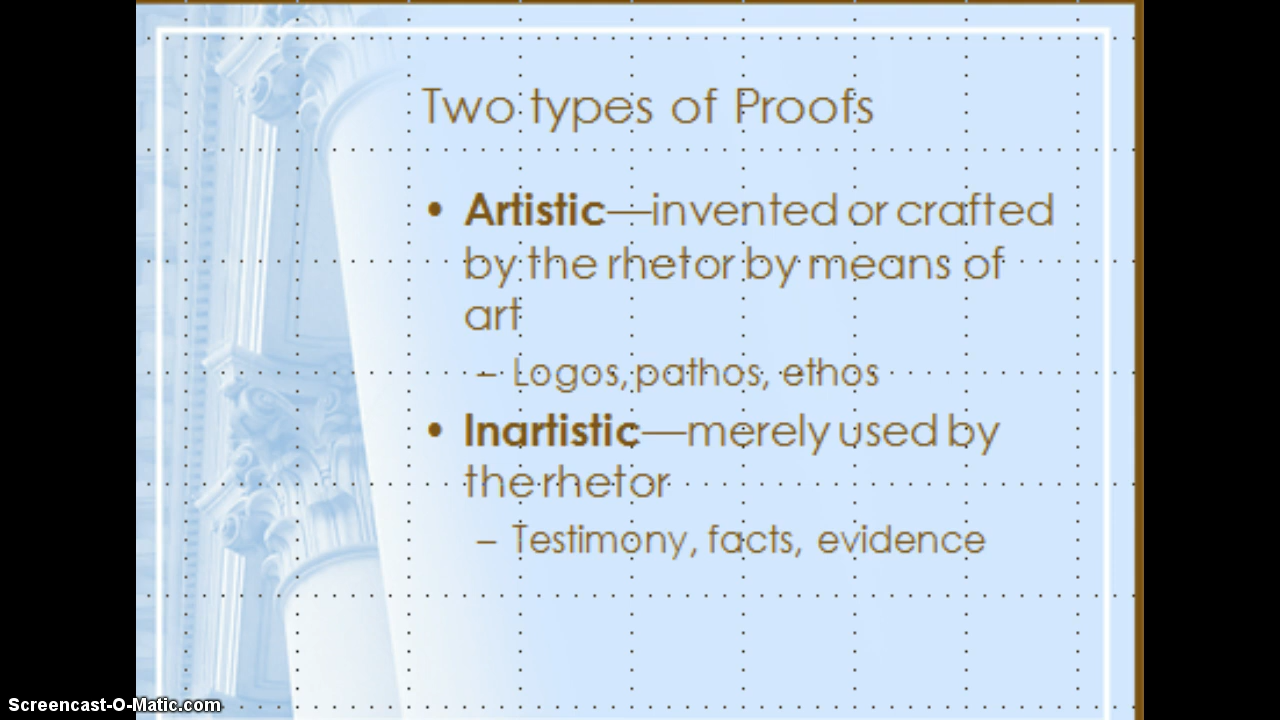 Two types of Proofs
• Artistic—invented or crafted
by the rhetor by means of
art
– Logos, pathos, ethos
• Inartistic—merely used by
the rhetor
– Testimony, facts, evidence
Screencast-O-Matic.com